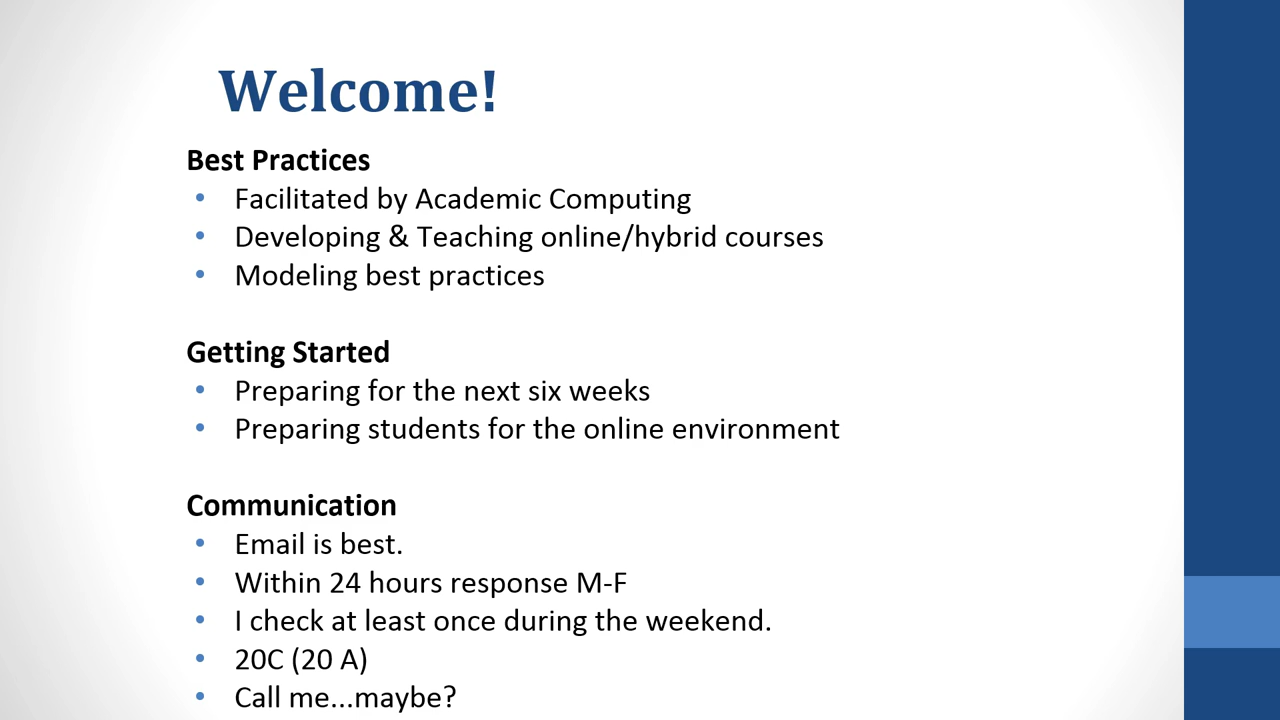 Welcome!
Best Practices
• Facilitated by Academic Computing
• Developing & Teaching online/hybrid courses
• Modeling best practices
Getting Started
• Preparing for the next six weeks
• Preparing students for the online environment
Communication
• Email is best.
• Within 24 hours response M-F
• I check at least once during the weekend.
• 20C (20 A)
• Call me...maybe?